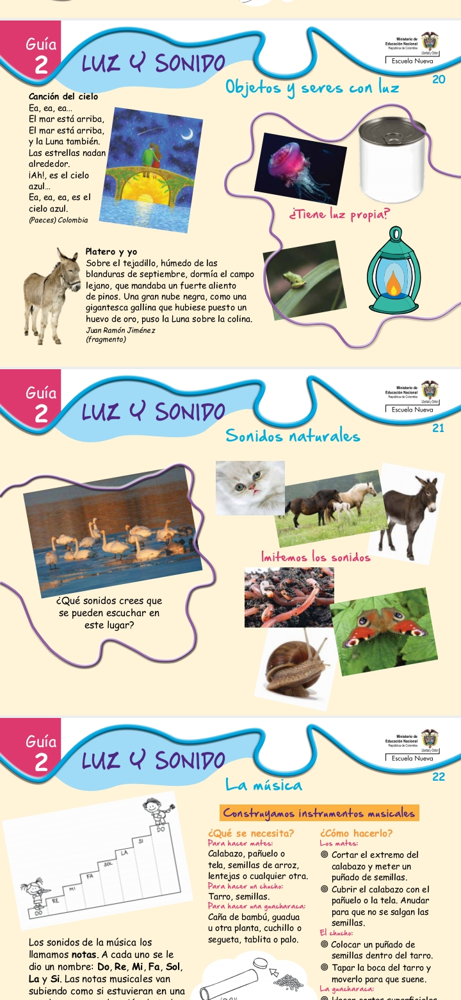 Guía
2
LUZ Y SONIDO
Ministerio de
Educación Nacional
República de Colombia
Libertad y Orden
Escuela Nueva
20
Objetos y seres con luz
Canción del cielo
Ea, ea, ea...
El mar está arriba,
El mar está arriba,
y la Luna también.
Las estrellas nadan
alrededor.
¡Ah!, es el cielo
azul...
Ea, ea, ea, es el
cielo azul.
(Paeces) Colombia
¿Tiene luz propia?
Platero y yo
Sobre el tejadillo, húmedo de las
blanduras de septiembre, dormía el campo
lejano, que mandaba un fuerte aliento
de pinos. Una gran nube negra, como una
gigantesca gallina que hubiese puesto un
huevo de oro, puso la Luna sobre la colina.
Juan Ramón Jiménez
(fragmento)
Guía
2
LUZ Y SONIDO
Ministerio de
Educación Nacional
República de Colombia
Libertad y Orden
Escuela Nueva
21
Sonidos naturales
Imitemos los sonidos
¿Qué sonidos crees que
se pueden escuchar en
este lugar?
Guía
2
LUZ Y SONIDO
Ministerio de
Educación Nacional
República de Colombia
Libertad y Orden
Escuela Nueva
22
La música
DO
RE
MI
FA
SOL
LA
SI
DO
Los sonidos de la música los
llamamos notas. A cada uno se le
dio un nombre: Do, Re, Mi, Fa, Sol,
La y Si. Las notas musicales van
subiendo como si estuvieran en una
Construyamos instrumentos musicales
¿Qué se necesita?
Para hacer mates:
Calabazo, pañuelo o
tela, semillas de arroz,
lentejas o cualquier otra.
Para hacer un chucho:
Tarro, semillas.
Para hacer una guacharaca:
Caña de bambú, guadua
u otra planta, cuchillo o
segueta, tablita o palo.
¿Cómo hacerlo?
Los mates:
Cortar el extremo del
calabazo y meter un
puñado de semillas.
Cubrir el calabazo con el
pañuelo o la tela. Anudar
para que no se salgan las
semillas.
El chucho:
Colocar un puñado de
semillas dentro del tarro.
Tapar la boca del tarro y
moverlo para que suene.
La guacharaca: